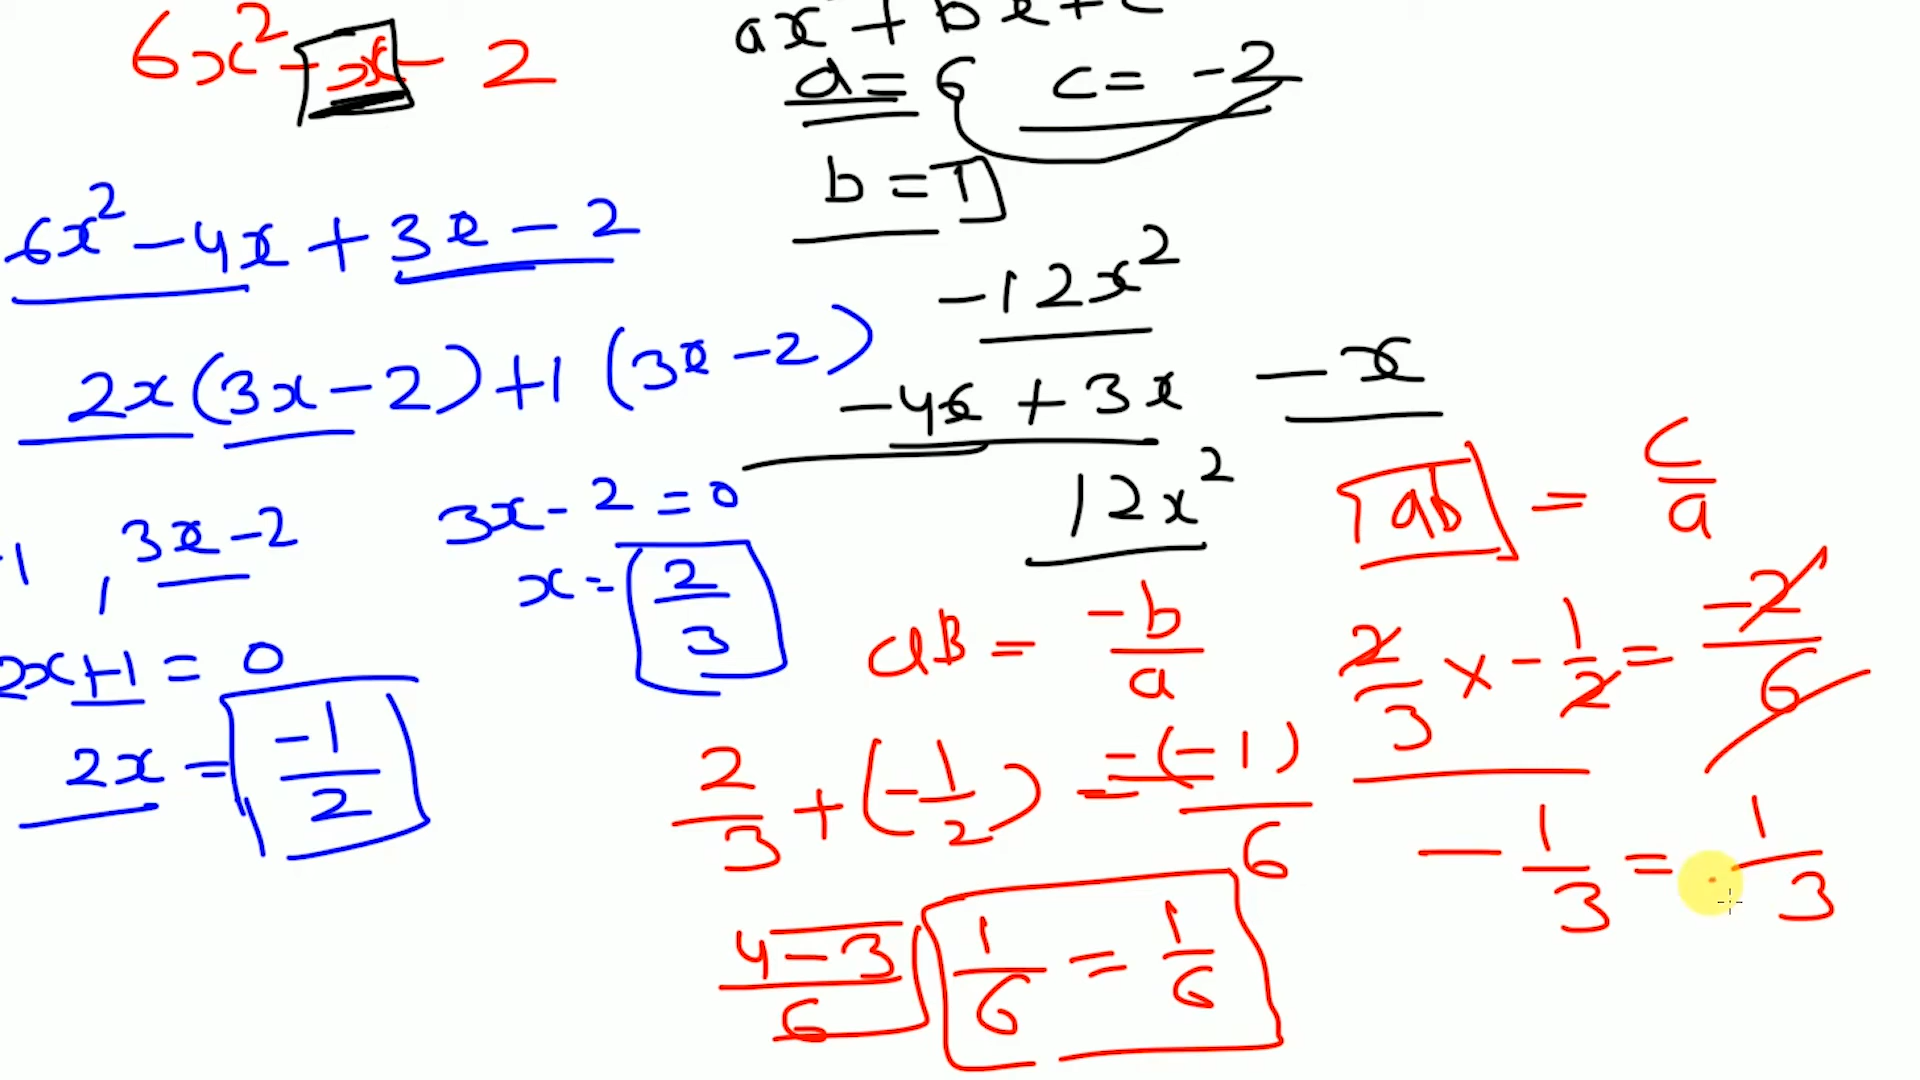 6x² - x - 2
ax² + bx + c
a = 6 c = -2
b = 1
6x² - 4x + 3x - 2
-12x²
2x(3x - 2) + 1 (3x - 2)
-4x + 3x - x
12x²
ab = c/a
-1 , 3x - 2
3x - 2 = 0
x = 2/3
aB = -b/a
2/3 × -1/2 = -2/6
2x + 1 = 0
2x = -1/2
2/3 + (-1/2) = -(-1)/6
-1/3 = 1/3
4 - 3/6 1/6 = 1/6